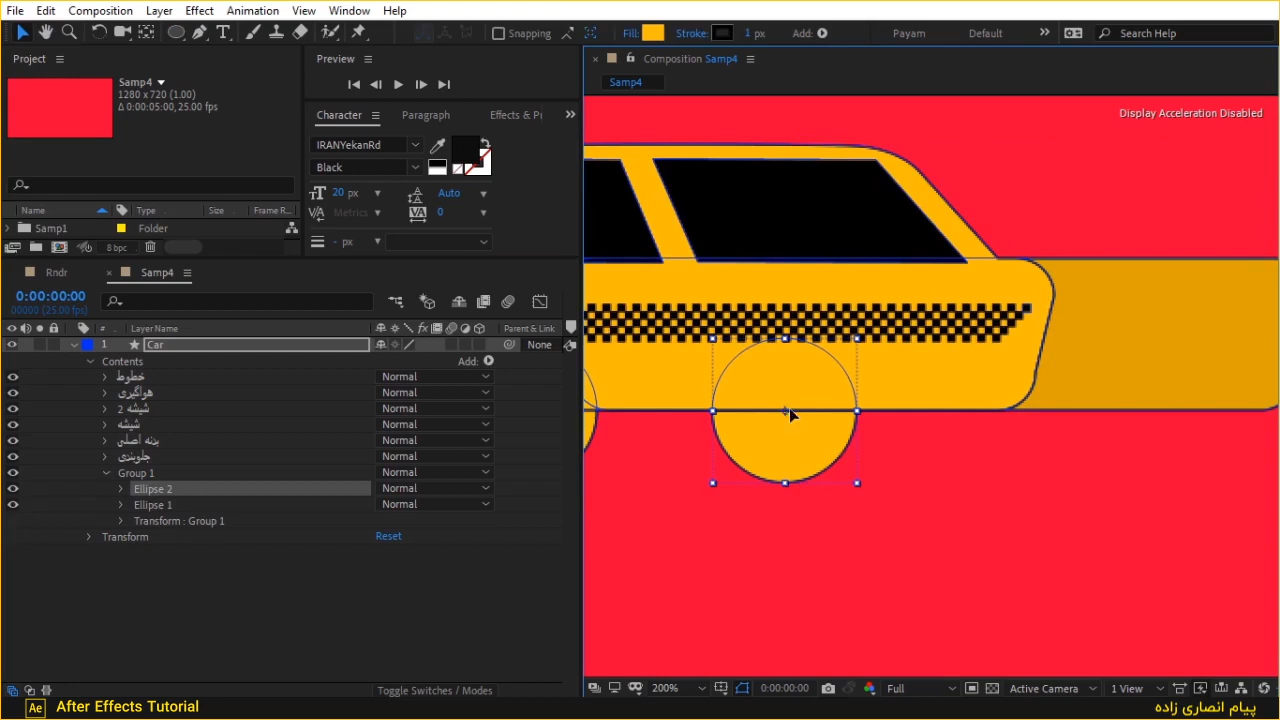 File Edit Composition Layer Effect Animation View Window Help
Snapping Fill: Stroke: 1 px Add: Payam Default Search Help
Project
Samp4
1280 x 720 (1.00)
Δ 0:00:05:00, 25.00 fps
Name Type Size Frame R...
Samp1 Folder
8 bpc
Preview
Character Paragraph Effects & Pi
IRANYekanRd
Black
20 px Auto
Metrics 0
- px
Composition Samp4
Samp4
Display Acceleration Disabled
Rndr Samp4
0:00:00:00
00000 (25.00 fps)
# Layer Name Parent & Link
1 Car None
Contents Add:
خطوط Normal
هواگیری Normal
شیشه 2 Normal
شیشه Normal
بدنه اصلی Normal
جلوبندی Normal
Group 1 Normal
Ellipse 2 Normal
Ellipse 1 Normal
Transform : Group 1
Transform Reset
Toggle Switches / Modes
200% 0:00:00:00 Full Active Camera 1 View
Ae After Effects Tutorial
پیام انصاری زاده